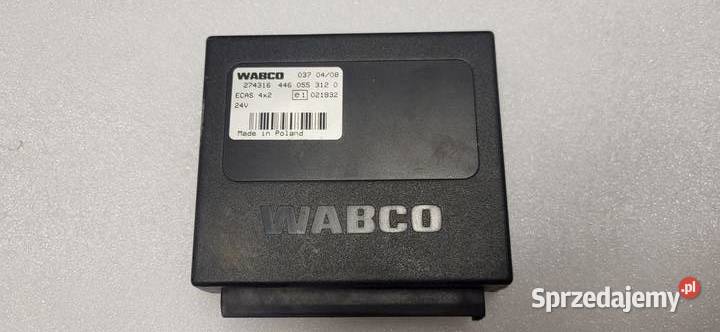 WABCO 037 04/08
274316 446 055 312 0
ECAS 4x2 e1 021932
24V
Made in Poland
WABCO
Sprzedajemy.pl